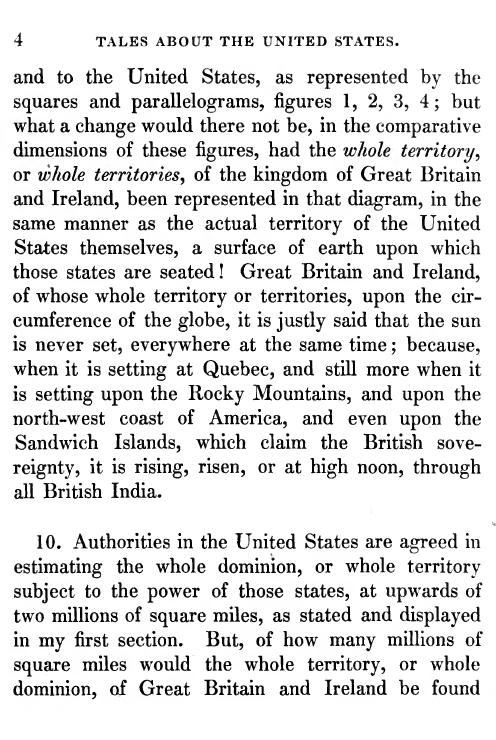 4 TALES ABOUT THE UNITED STATES.
and to the United States, as represented by the
squares and parallelograms, figures 1, 2, 3, 4; but
what a change would there not be, in the comparative
dimensions of these figures, had the whole territory,
or whole territories, of the kingdom of Great Britain
and Ireland, been represented in that diagram, in the
same manner as the actual territory of the United
States themselves, a surface of earth upon which
those states are seated! Great Britain and Ireland,
of whose whole territory or territories, upon the cir-
cumference of the globe, it is justly said that the sun
is never set, everywhere at the same time; because,
when it is setting at Quebec, and still more when it
is setting upon the Rocky Mountains, and upon the
north-west coast of America, and even upon the
Sandwich Islands, which claim the British sove-
reignty, it is rising, risen, or at high noon, through
all British India.
10. Authorities in the United States are agreed in
estimating the whole dominion, or whole territory
subject to the power of those states, at upwards of
two millions of square miles, as stated and displayed
in my first section. But, of how many millions of
square miles would the whole territory, or whole
dominion, of Great Britain and Ireland be found